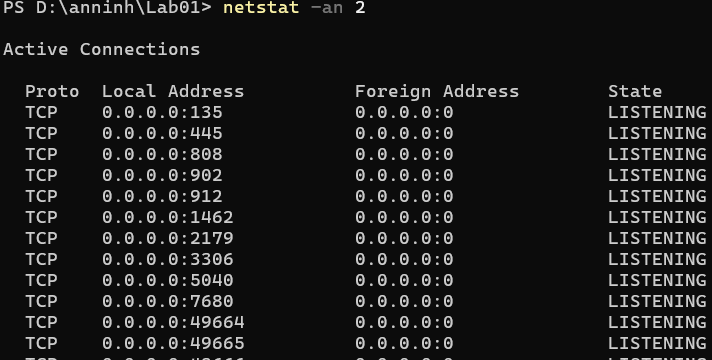 PS D:\anninh\Lab01> netstat -an 2
Active Connections
Proto Local Address Foreign Address State
TCP 0.0.0.0:135 0.0.0.0:0 LISTENING
TCP 0.0.0.0:445 0.0.0.0:0 LISTENING
TCP 0.0.0.0:808 0.0.0.0:0 LISTENING
TCP 0.0.0.0:902 0.0.0.0:0 LISTENING
TCP 0.0.0.0:912 0.0.0.0:0 LISTENING
TCP 0.0.0.0:1462 0.0.0.0:0 LISTENING
TCP 0.0.0.0:2179 0.0.0.0:0 LISTENING
TCP 0.0.0.0:3306 0.0.0.0:0 LISTENING
TCP 0.0.0.0:5040 0.0.0.0:0 LISTENING
TCP 0.0.0.0:7680 0.0.0.0:0 LISTENING
TCP 0.0.0.0:49664 0.0.0.0:0 LISTENING
TCP 0.0.0.0:49665 0.0.0.0:0 LISTENING